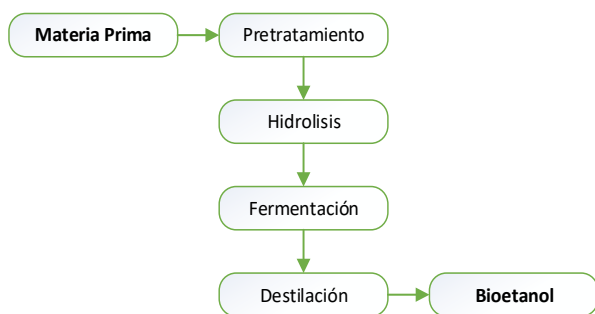 Materia Prima
Pretratamiento
Hidrolisis
Fermentación
Destilación
Bioetanol